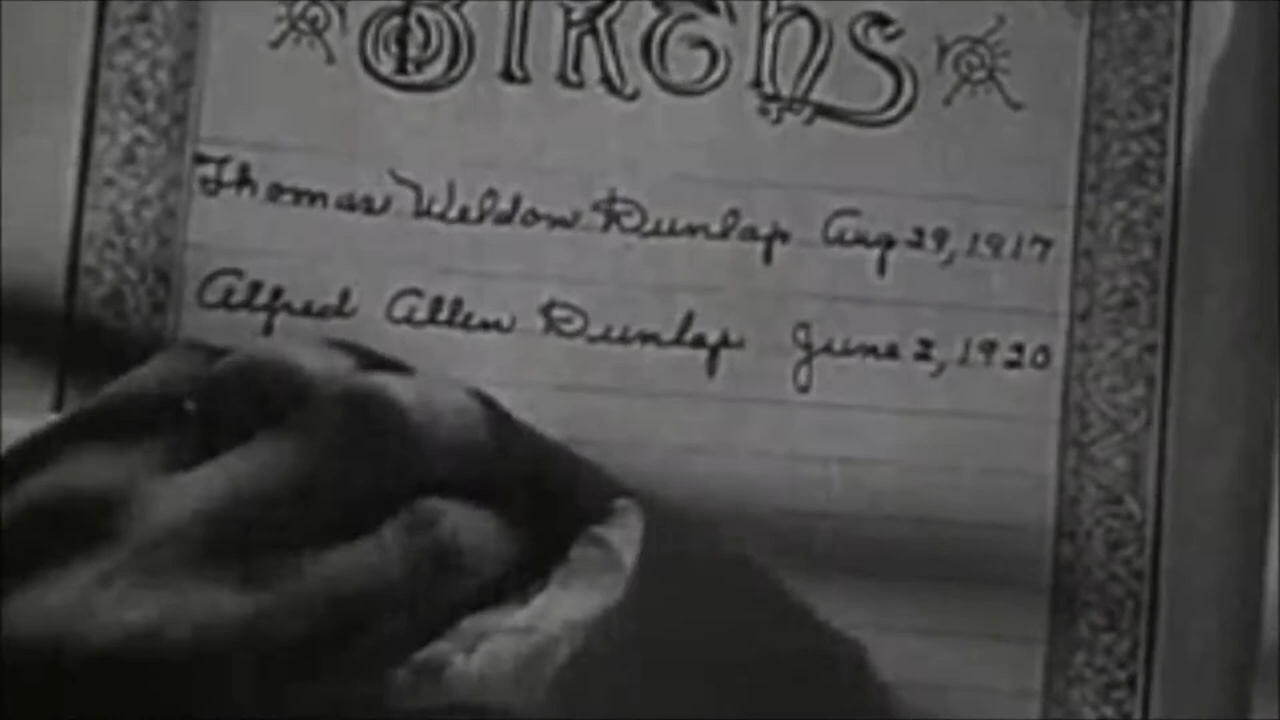 BIRTHS
Thomas Weldon Dunlap Aug 29, 1917
Alfred Allen Dunlap June 2, 1920